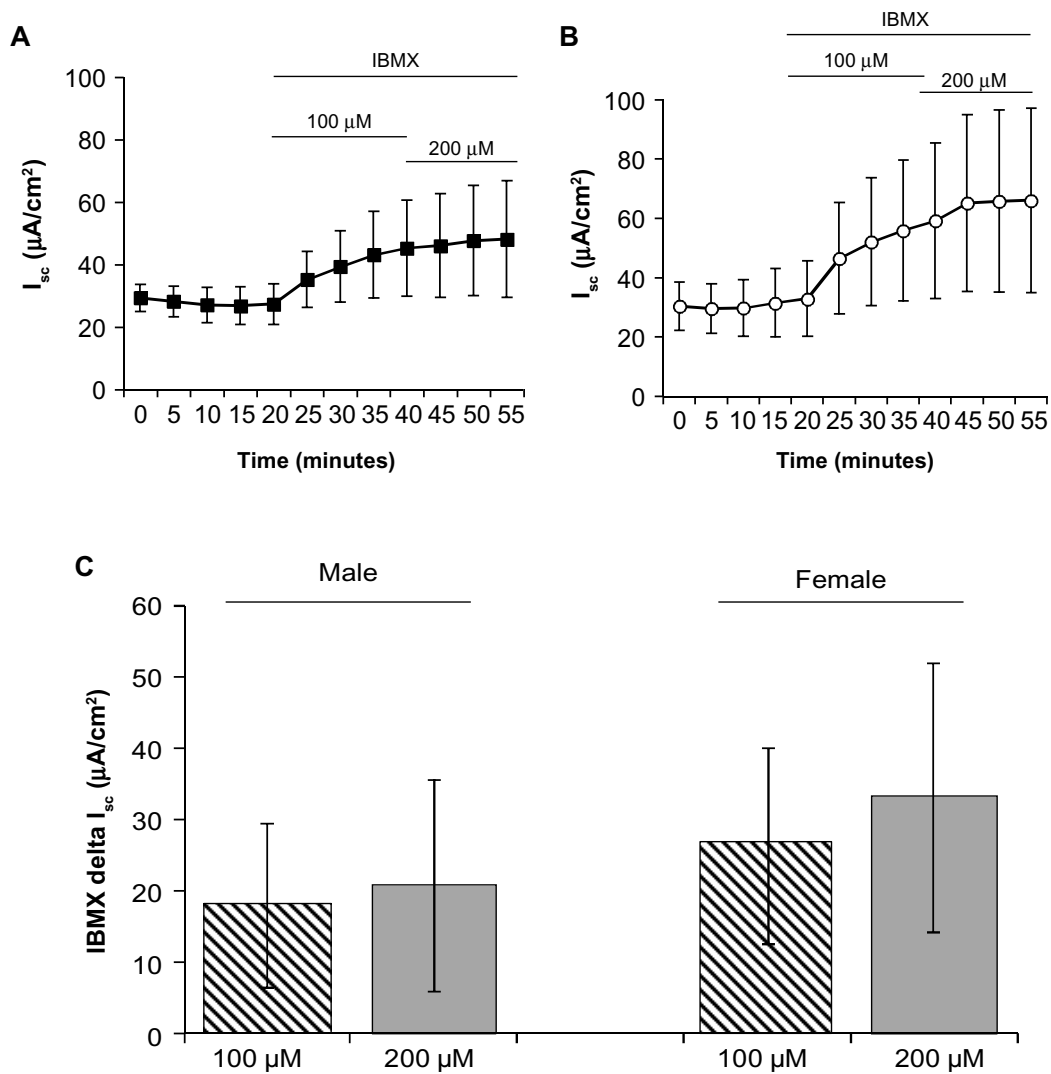 A
IBMX
100 μM
200 μM
100
80
60
40
20
0
Isc (μA/cm²)
0 5 10 15 20 25 30 35 40 45 50 55
Time (minutes)
B
IBMX
100 μM
200 μM
100
80
60
40
20
0
Isc (μA/cm²)
0 5 10 15 20 25 30 35 40 45 50 55
Time (minutes)
C
Male
Female
60
50
40
30
20
10
0
IBMX delta Isc (μA/cm²)
100 μM 200 μM 100 μM 200 μM